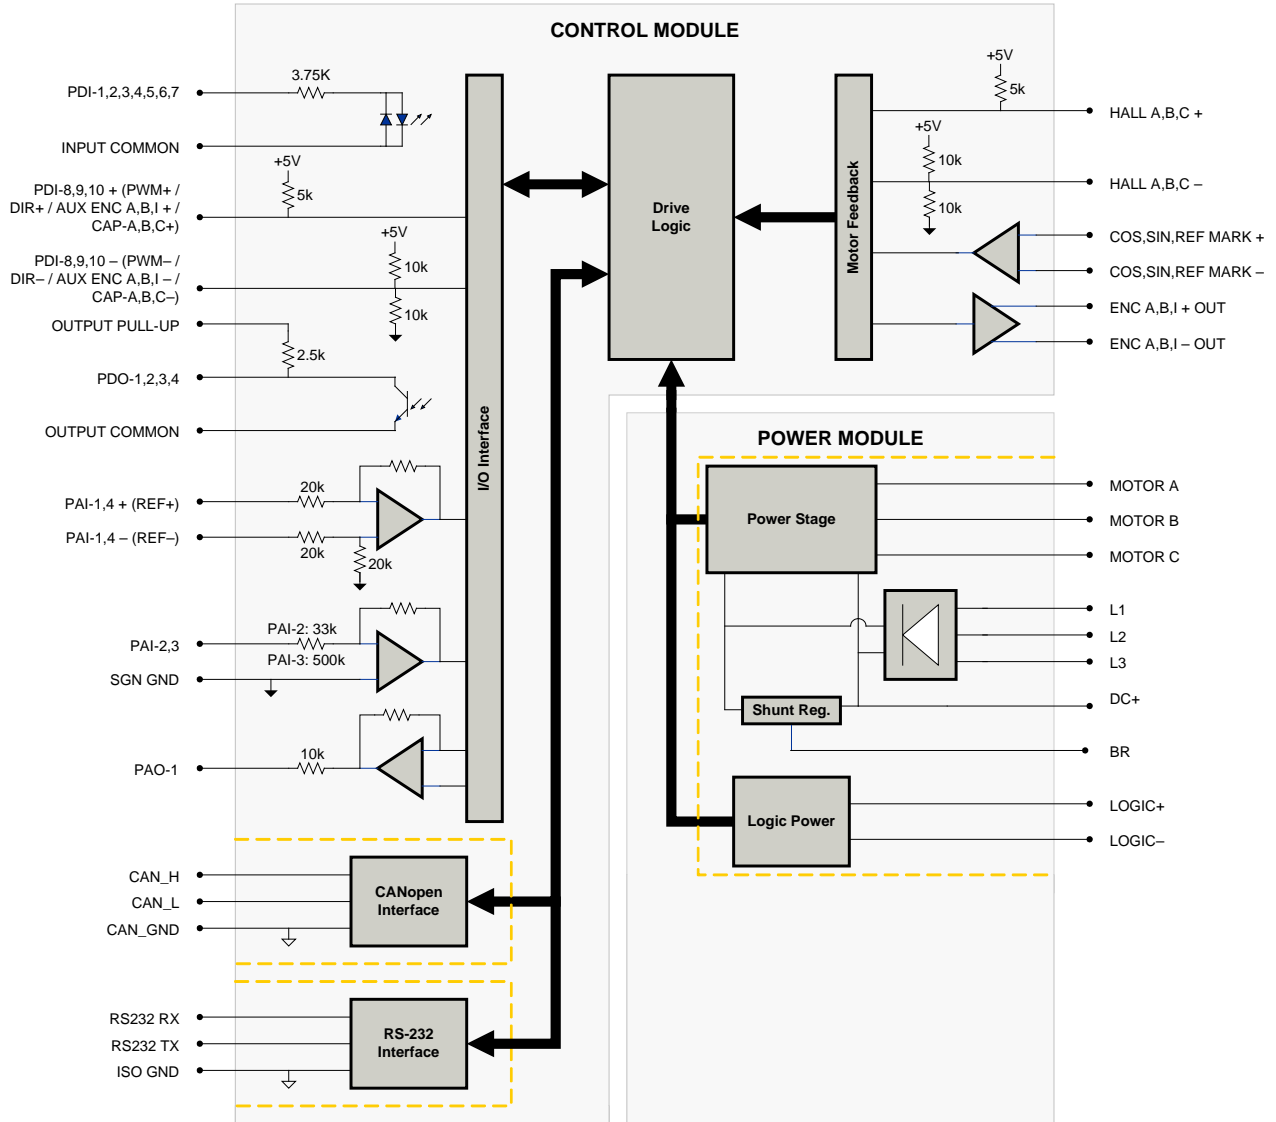 CONTROL MODULE
PDI-1,2,3,4,5,6,7
3.75K
INPUT COMMON
+5V
5k
PDI-8,9,10 + (PWM+ /
DIR+ / AUX ENC A,B,I + /
CAP-A,B,C+)
+5V
10k
10k
PDI-8,9,10 – (PWM– /
DIR– / AUX ENC A,B,I – /
CAP-A,B,C–)
OUTPUT PULL-UP
2.5k
PDO-1,2,3,4
OUTPUT COMMON
PAI-1,4 + (REF+)
20k
PAI-1,4 – (REF–)
20k
20k
PAI-2,3
PAI-2: 33k
PAI-3: 500k
SGN GND
PAO-1
10k
I/O Interface
CAN_H
CAN_L
CAN_GND
CANopen
Interface
RS232 RX
RS232 TX
ISO GND
RS-232
Interface
Drive
Logic
Motor Feedback
+5V
5k
HALL A,B,C +
+5V
10k
10k
HALL A,B,C –
COS,SIN,REF MARK +
COS,SIN,REF MARK –
ENC A,B,I + OUT
ENC A,B,I – OUT
POWER MODULE
Power Stage
MOTOR A
MOTOR B
MOTOR C
L1
L2
L3
Shunt Reg.
DC+
BR
Logic Power
LOGIC+
LOGIC–